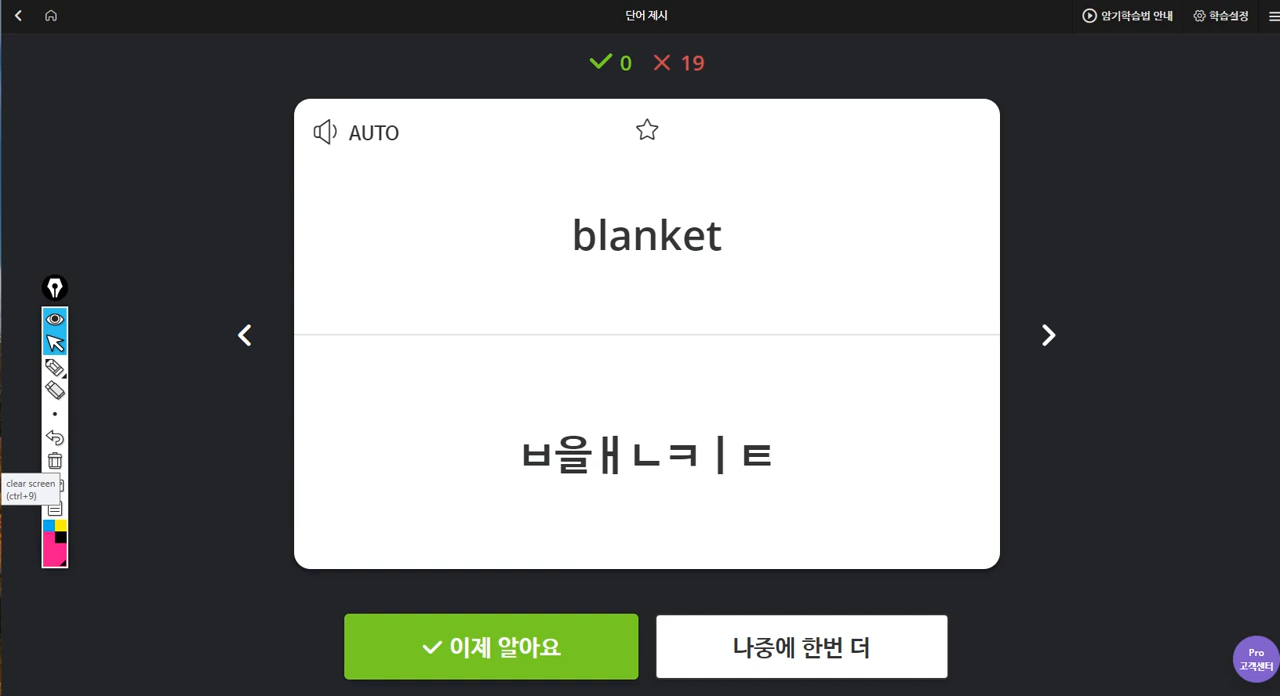 단어 제시
암기학습법 안내
학습설정
0 19
AUTO
blanket
ㅂ을ㅐㄴㅋㅣㅌ
clear screen
(ctrl+9)
이제 알아요
나중에 한번 더
Pro
고객센터